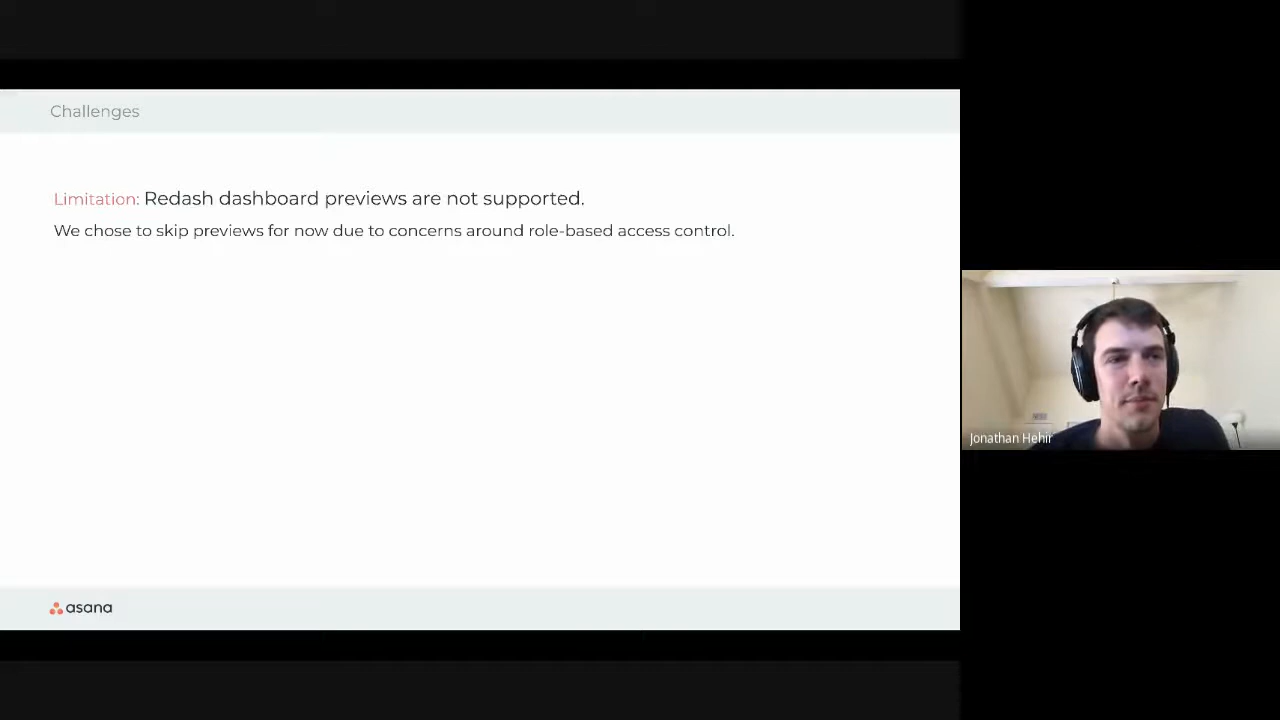 Challenges
Limitation: Redash dashboard previews are not supported.
We chose to skip previews for now due to concerns around role-based access control.
Jonathan Hehir
asana